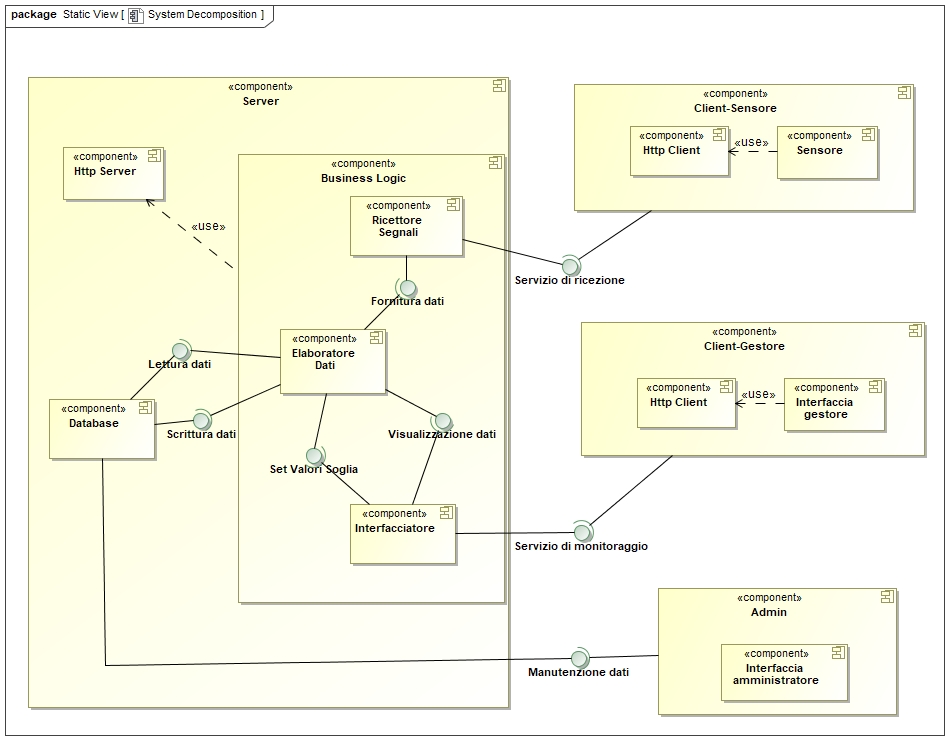 package Static View [ System Decomposition ]
«component»
Server
«component»
Http Server
«use»
«component»
Business Logic
«component»
Ricettore
Segnali
Fornitura dati
«component»
Elaboratore
Dati
Lettura dati
Scrittura dati
«component»
Database
Set Valori Soglia
Visualizzazione dati
«component»
Interfacciatore
«component»
Client-Sensore
«component»
Http Client
«use»
«component»
Sensore
Servizio di ricezione
«component»
Client-Gestore
«component»
Http Client
«use»
«component»
Interfaccia
gestore
Servizio di monitoraggio
«component»
Admin
«component»
Interfaccia
amministratore
Manutenzione dati